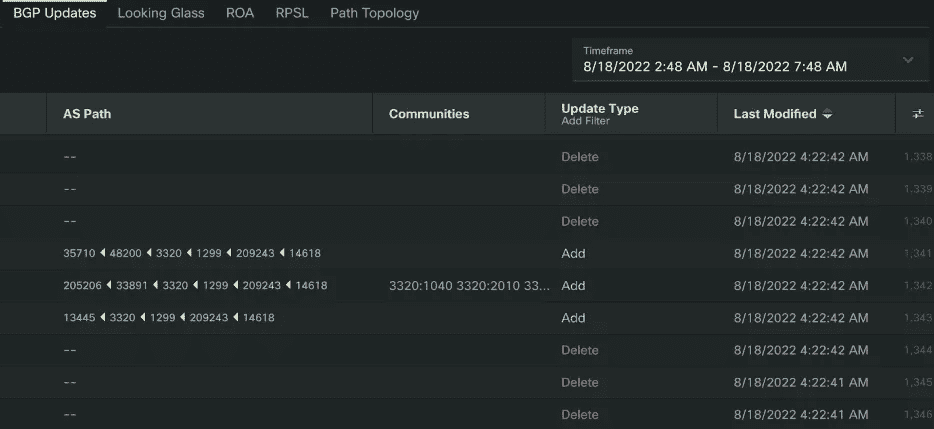 BGP Updates Looking Glass ROA RPSL Path Topology
Timeframe
8/18/2022 2:48 AM - 8/18/2022 7:48 AM
AS Path Communities Update Type Last Modified
Add Filter
-- Delete 8/18/2022 4:22:42 AM 1,338
-- Delete 8/18/2022 4:22:42 AM 1,339
-- Delete 8/18/2022 4:22:42 AM 1,340
35710 48200 3320 1299 209243 14618 Add 8/18/2022 4:22:42 AM 1,341
205206 33891 3320 1299 209243 14618 3320:1040 3320:2010 33... Add 8/18/2022 4:22:42 AM 1,342
13445 3320 1299 209243 14618 Add 8/18/2022 4:22:42 AM 1,343
-- Delete 8/18/2022 4:22:42 AM 1,344
-- Delete 8/18/2022 4:22:41 AM 1,345
-- Delete 8/18/2022 4:22:41 AM 1,346